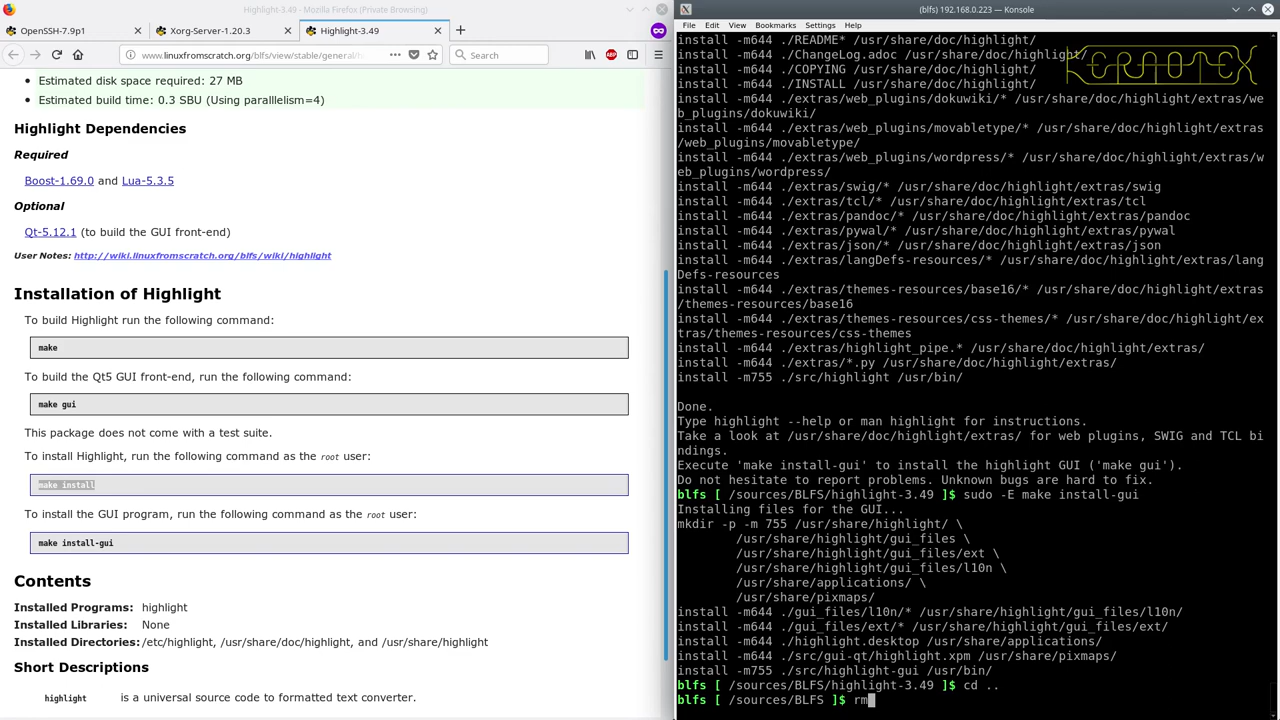 Highlight-3.49 - Mozilla Firefox (Private Browsing)
OpenSSH-7.9p1
Xorg-Server-1.20.3
Highlight-3.49
www.linuxfromscratch.org/blfs/view/stable/general/h
Search
Estimated disk space required: 27 MB
Estimated build time: 0.3 SBU (Using paralllelism=4)
Highlight Dependencies
Required
Boost-1.69.0 and Lua-5.3.5
Optional
Qt-5.12.1 (to build the GUI front-end)
User Notes: http://wiki.linuxfromscratch.org/blfs/wiki/highlight
Installation of Highlight
To build Highlight run the following command:
make
To build the Qt5 GUI front-end, run the following command:
make gui
This package does not come with a test suite.
To install Highlight, run the following command as the root user:
make install
To install the GUI program, run the following command as the root user:
make install-gui
Contents
Installed Programs: highlight
Installed Libraries: None
Installed Directories: /etc/highlight, /usr/share/doc/highlight, and /usr/share/highlight
Short Descriptions
highlight is a universal source code to formatted text converter.
(blfs) 192.168.0.223 — Konsole
File Edit View Bookmarks Settings Help
KERAOTEX
install -m644 ./README* /usr/share/doc/highlight/
install -m644 ./ChangeLog.adoc /usr/share/doc/highlight/
install -m644 ./COPYING /usr/share/doc/highlight/
install -m644 ./INSTALL /usr/share/doc/highlight/
install -m644 ./extras/web_plugins/dokuwiki/* /usr/share/doc/highlight/extras/we
b_plugins/dokuwiki/
install -m644 ./extras/web_plugins/movabletype/* /usr/share/doc/highlight/extras
/web_plugins/movabletype/
install -m644 ./extras/web_plugins/wordpress/* /usr/share/doc/highlight/extras/w
eb_plugins/wordpress/
install -m644 ./extras/swig/* /usr/share/doc/highlight/extras/swig
install -m644 ./extras/tcl/* /usr/share/doc/highlight/extras/tcl
install -m644 ./extras/pandoc/* /usr/share/doc/highlight/extras/pandoc
install -m644 ./extras/pywal/* /usr/share/doc/highlight/extras/pywal
install -m644 ./extras/json/* /usr/share/doc/highlight/extras/json
install -m644 ./extras/langDefs-resources/* /usr/share/doc/highlight/extras/lang
Defs-resources
install -m644 ./extras/themes-resources/base16/* /usr/share/doc/highlight/extras
/themes-resources/base16
install -m644 ./extras/themes-resources/css-themes/* /usr/share/doc/highlight/ex
tras/themes-resources/css-themes
install -m644 ./extras/highlight_pipe.* /usr/share/doc/highlight/extras/
install -m644 ./extras/*.py /usr/share/doc/highlight/extras/
install -m755 ./src/highlight /usr/bin/
Done.
Type highlight --help or man highlight for instructions.
Take a look at /usr/share/doc/highlight/extras/ for web plugins, SWIG and TCL bi
ndings.
Execute 'make install-gui' to install the highlight GUI ('make gui').
Do not hesitate to report problems. Unknown bugs are hard to fix.
blfs [ /sources/BLFS/highlight-3.49 ]$ sudo -E make install-gui
Installing files for the GUI...
mkdir -p -m 755 /usr/share/highlight/ \
/usr/share/highlight/gui_files \
/usr/share/highlight/gui_files/ext \
/usr/share/highlight/gui_files/l10n \
/usr/share/applications/ \
/usr/share/pixmaps/
install -m644 ./gui_files/l10n/* /usr/share/highlight/gui_files/l10n/
install -m644 ./gui_files/ext/* /usr/share/highlight/gui_files/ext/
install -m644 ./highlight.desktop /usr/share/applications/
install -m644 ./src/gui-qt/highlight.xpm /usr/share/pixmaps/
install -m755 ./src/highlight-gui /usr/bin/
blfs [ /sources/BLFS/highlight-3.49 ]$ cd ..
blfs [ /sources/BLFS ]$ rm